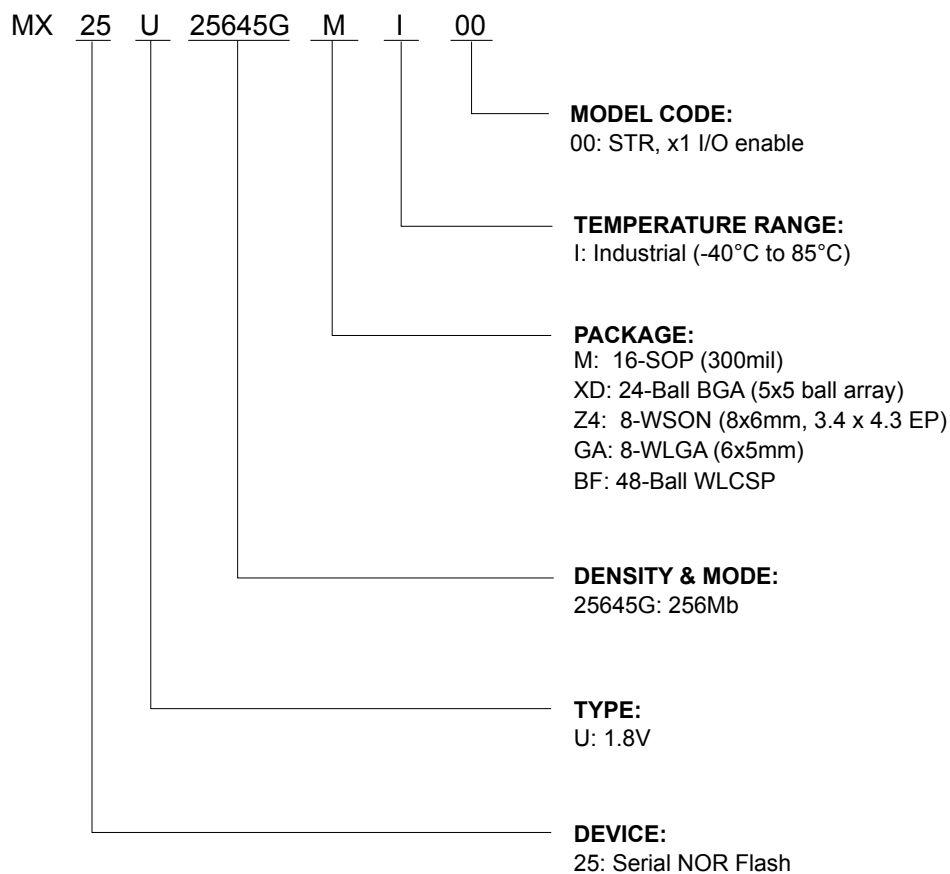 MX 25 U 25645G M I 00
MODEL CODE:
00: STR, x1 I/O enable
TEMPERATURE RANGE:
I: Industrial (-40°C to 85°C)
PACKAGE:
M: 16-SOP (300mil)
XD: 24-Ball BGA (5x5 ball array)
Z4: 8-WSON (8x6mm, 3.4 x 4.3 EP)
GA: 8-WLGA (6x5mm)
BF: 48-Ball WLCSP
DENSITY & MODE:
25645G: 256Mb
TYPE:
U: 1.8V
DEVICE:
25: Serial NOR Flash